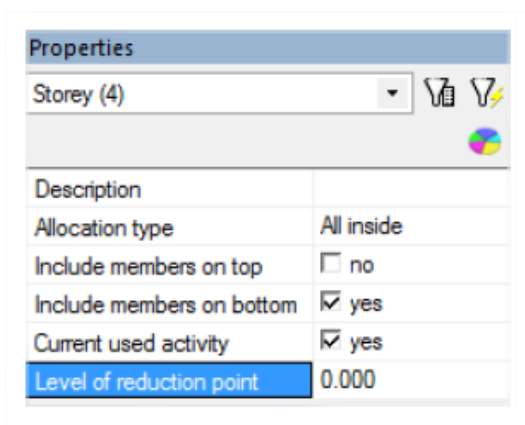 Properties
Storey (4)
Description
Allocation type All inside
Include members on top no
Include members on bottom yes
Current used activity yes
Level of reduction point 0.000